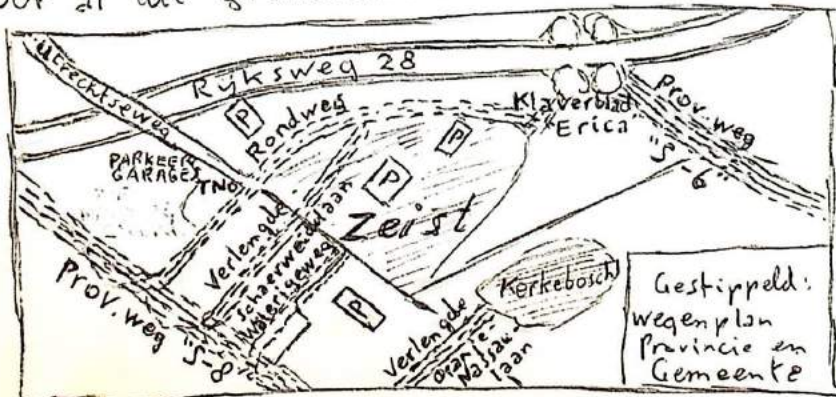 Utrechtseweg
Rijksweg 28
P
Rondweg
Klaverblad
"Erica"
Prov. weg
"S-6"
PARKEER
GARAGES
TNO
P
P
Zeist
Verlengde
Schaerweijdelaan
Prov. weg
"S-8"
P
Kerkebosch
Verlengde
Oranje
Nassau
laan
Gestippeld:
wegenplan
Provincie en
Gemeente